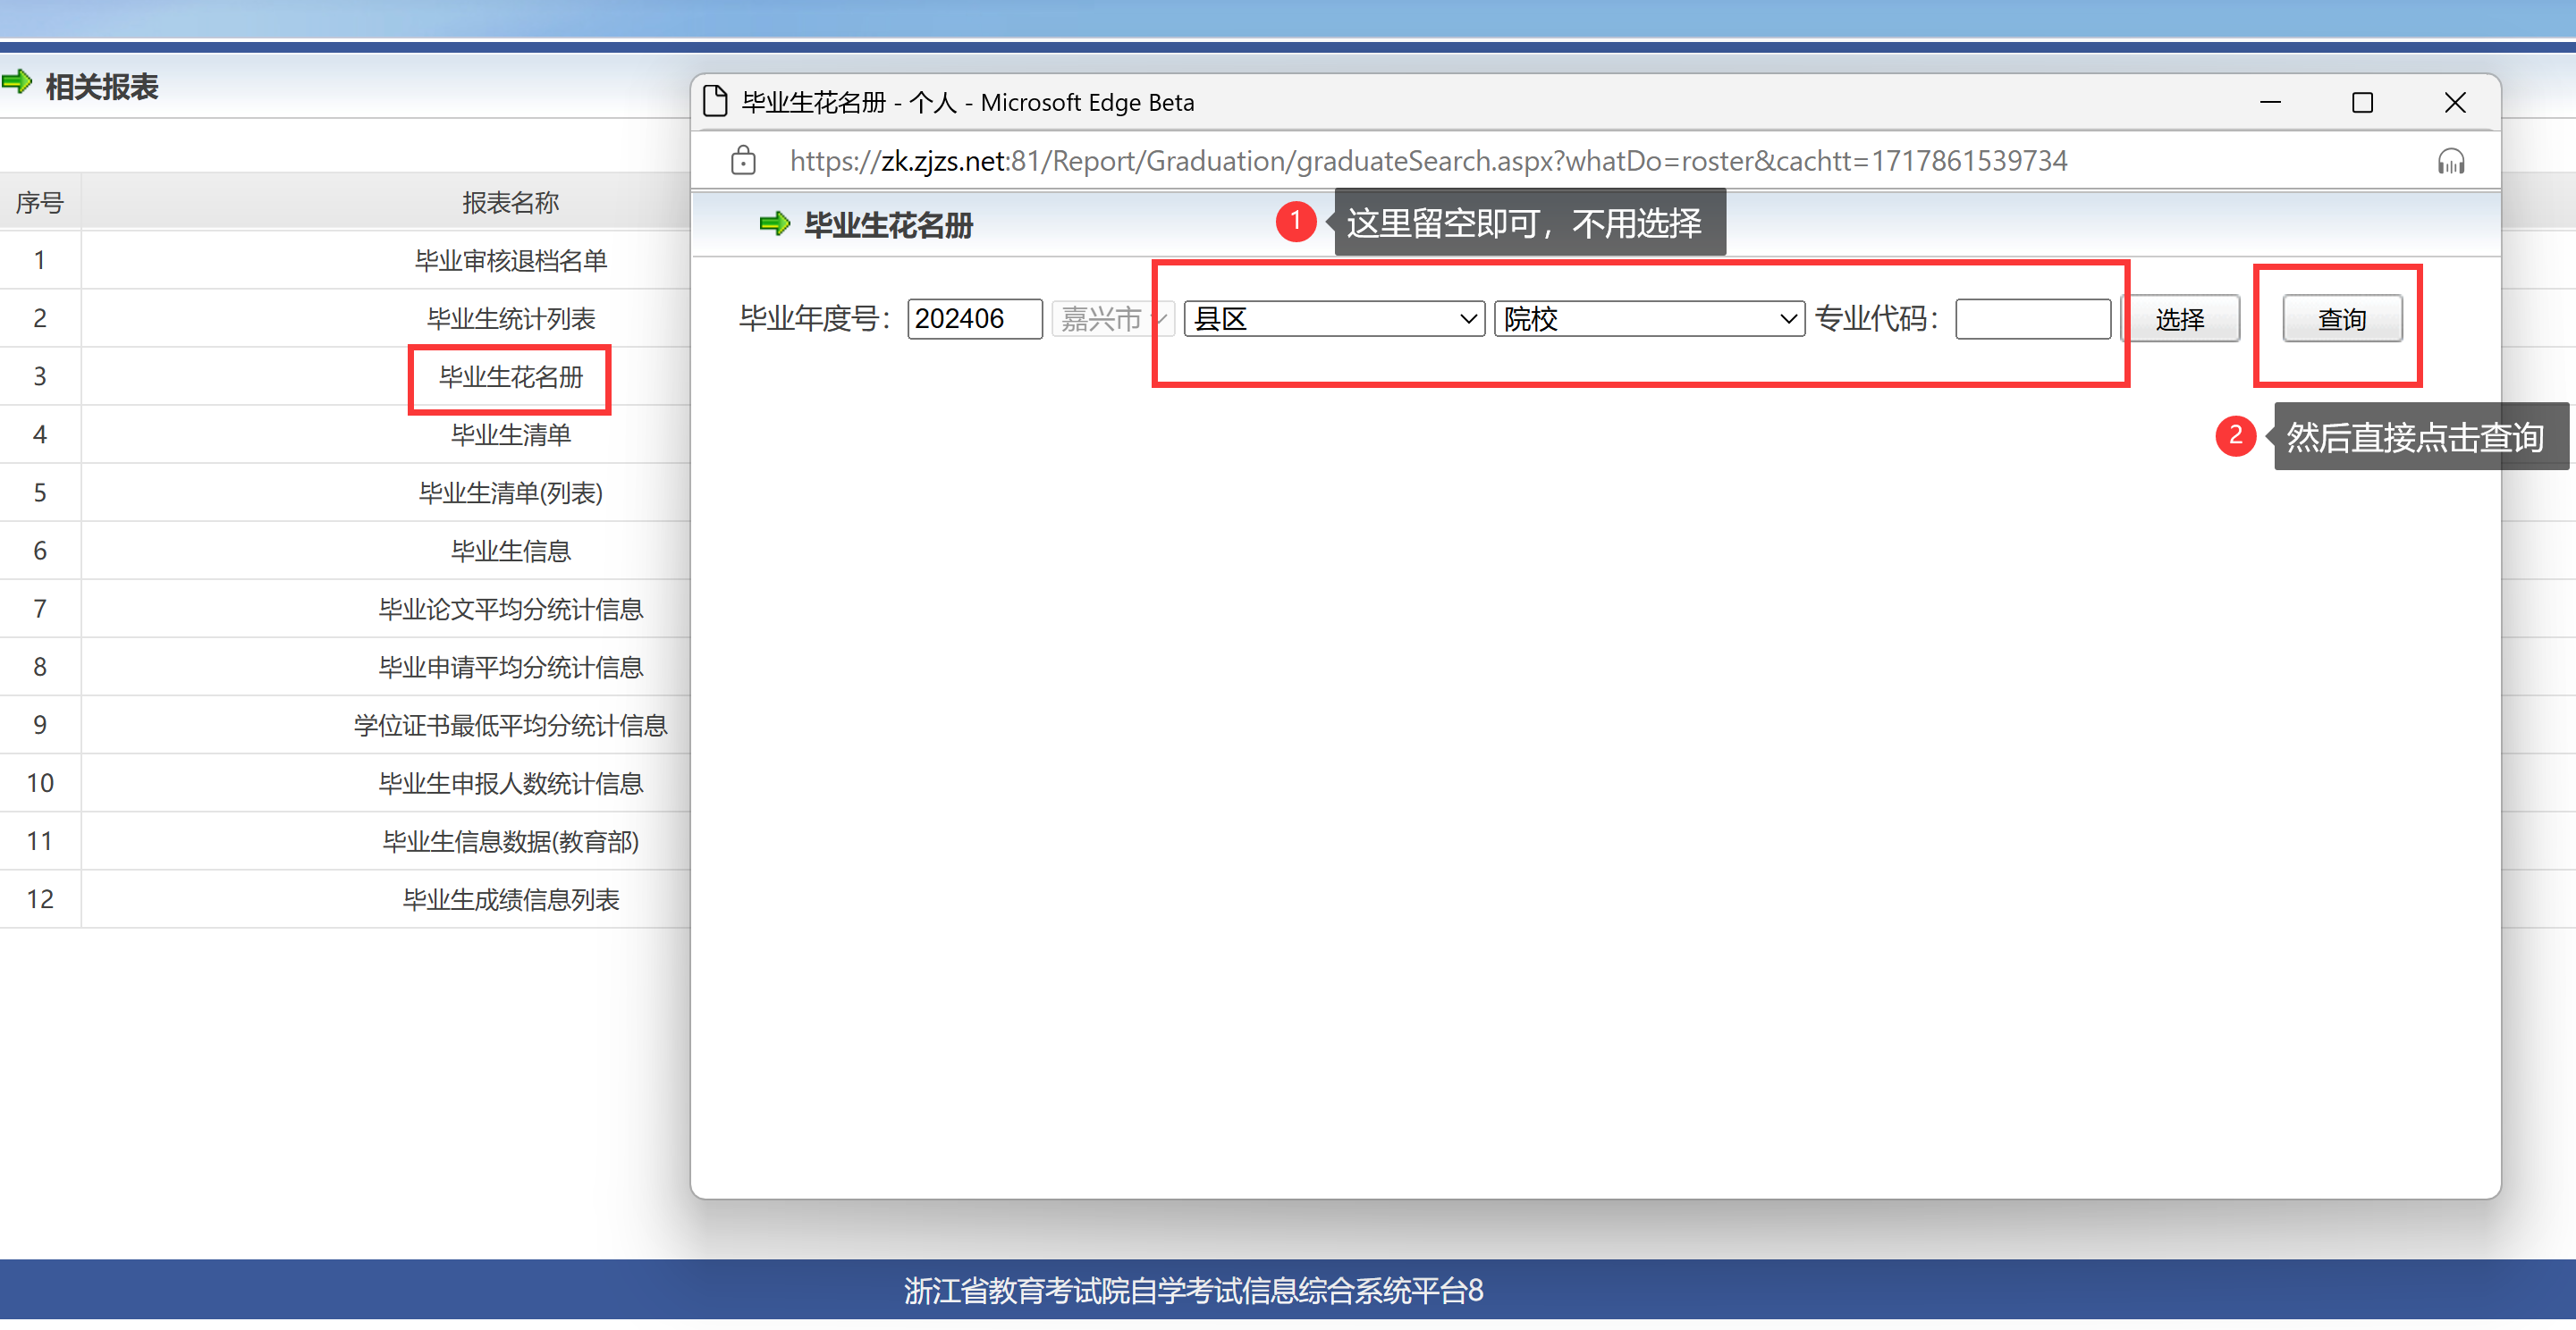 相关报表
序号 报表名称
1 毕业审核退档名单
2 毕业生统计列表
3 毕业生花名册
4 毕业生清单
5 毕业生清单(列表)
6 毕业生信息
7 毕业论文平均分统计信息
8 毕业申请平均分统计信息
9 学位证书最低平均分统计信息
10 毕业生申报人数统计信息
11 毕业生信息数据(教育部)
12 毕业生成绩信息列表
毕业生花名册 - 个人 - Microsoft Edge Beta
https://zk.zjzs.net:81/Report/Graduation/graduateSearch.aspx?whatDo=roster&cachtt=1717861539734
毕业生花名册
1 这里留空即可，不用选择
毕业年度号： 202406 嘉兴市 县区 院校 专业代码： 选择 查询
2 然后直接点击查询
浙江省教育考试院自学考试信息综合系统平台8